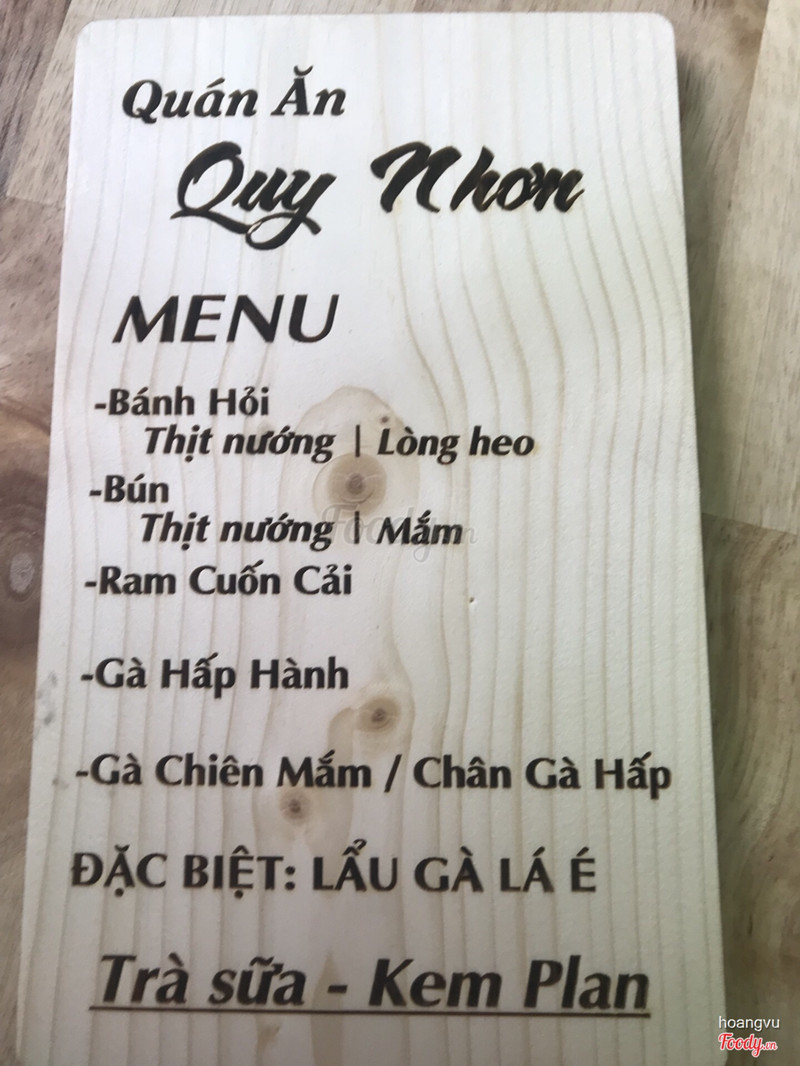 Quán Ăn
Quy Nhơn
MENU
-Bánh Hỏi
Thịt nướng | Lòng heo
-Bún
Thịt nướng | Mắm
-Ram Cuốn Cải
-Gà Hấp Hành
-Gà Chiên Mắm / Chân Gà Hấp
ĐẶC BIỆT: LẨU GÀ LÁ É
Trà sữa - Kem Plan
hoangvu
Foody.vn